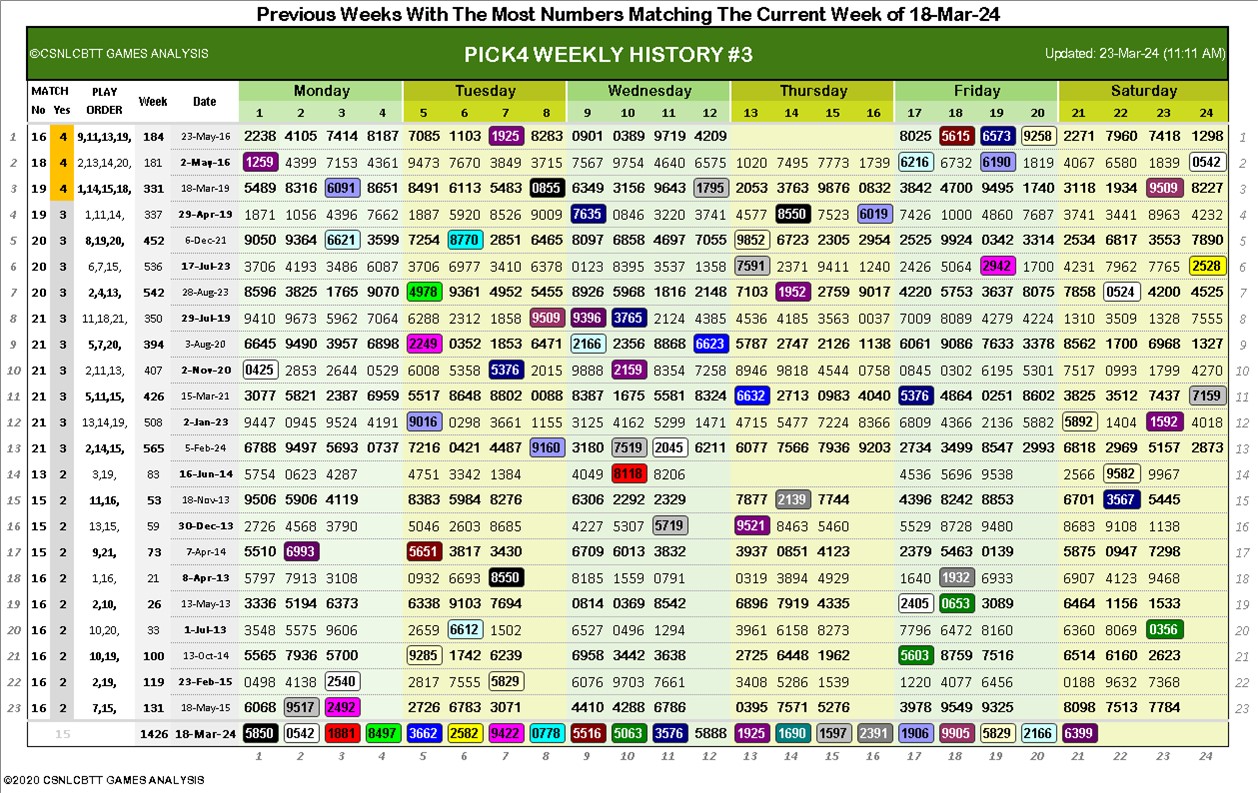 Previous Weeks With The Most Numbers Matching The Current Week of 18-Mar-24
©CSNLCBTT GAMES ANALYSIS PICK4 WEEKLY HISTORY #3 Updated: 23-Mar-24 (11:11 AM)
MATCH PLAY Week Date Monday Tuesday Wednesday Thursday Friday Saturday
No Yes ORDER 1 2 3 4 5 6 7 8 9 10 11 12 13 14 15 16 17 18 19 20 21 22 23 24
1 16 4 9,11,13,19, 184 23-May-16 2238 4105 7414 8187 7085 1103 1925 8283 0901 0389 9719 4209 8025 5615 6573 9258 2271 7960 7418 1298 1
2 18 4 2,13,14,20, 181 2-May-16 1259 4399 7153 4361 9473 7670 3849 3715 7567 9754 4640 6575 1020 7495 7773 1739 6216 6732 6190 1819 4067 6580 1839 0542 2
3 19 4 1,14,15,18, 331 18-Mar-19 5489 8316 6091 8651 8491 6113 5483 0855 6349 3156 9643 1795 2053 3763 9876 0832 3842 4700 9495 1740 3118 1934 9509 8227 3
4 19 3 1,11,14, 337 29-Apr-19 1871 1056 4396 7662 1887 5920 8526 9009 7635 0846 3220 3741 4577 8550 7523 6019 7426 1000 4860 7687 3741 3441 8963 4232 4
5 20 3 8,19,20, 452 6-Dec-21 9050 9364 6621 3599 7254 8770 2851 6465 8097 6858 4697 7055 9852 6723 2305 2954 2525 9924 0342 3314 2534 6817 3553 7890 5
6 20 3 6,7,15, 536 17-Jul-23 3706 4193 3486 6087 3706 6977 3410 6378 0123 8395 3537 1358 7591 2371 9411 1240 2426 5064 2942 1700 4231 7962 7765 2528 6
7 20 3 2,4,13, 542 28-Aug-23 8596 3825 1765 9070 4978 9361 4952 5455 8926 5968 1816 2148 7103 1952 2759 9017 4220 5753 3637 8075 7858 0524 4200 4525 7
8 21 3 11,18,21, 350 29-Jul-19 9410 9673 5962 7064 6288 2312 1858 9509 9396 3765 2124 4385 4536 4185 3563 0037 7009 8089 4279 4224 1310 3509 1328 7555 8
9 21 3 5,7,20, 394 3-Aug-20 6645 9490 3957 6898 2249 0352 1853 6471 2166 2356 8868 6623 5787 2747 2126 1138 6061 9086 7633 3378 8562 1700 6968 1327 9
10 21 3 2,11,13, 407 2-Nov-20 0425 2853 2644 0529 6008 5358 5376 2015 9888 2159 8354 7258 8946 9818 4544 0758 0845 0302 6195 5301 7517 0993 1799 4270 10
11 21 3 5,11,15, 426 15-Mar-21 3077 5821 2387 6959 5517 8648 8802 0088 8387 1675 5581 8324 6632 2713 0983 4040 5376 4864 0251 8602 3825 3512 7437 7159 11
12 21 3 13,14,19, 508 2-Jan-23 9447 0945 9524 4191 9016 0298 3661 1155 3125 4162 5299 1471 4715 5477 7224 8366 6809 4366 2136 5882 5892 1404 1592 4018 12
13 21 3 2,14,15, 565 5-Feb-24 6788 9497 5693 0737 7216 0421 4487 9160 3180 7519 2045 6211 6077 7566 7936 9203 2734 3499 8547 2993 6818 2969 5157 2873 13
14 13 2 3,19, 83 16-Jun-14 5754 0623 4287 4751 3342 1384 4049 8118 8206 4536 5696 9538 2566 9582 9967 14
15 15 2 11,16, 53 18-Nov-13 9506 5906 4119 8383 5984 8276 6306 2292 2329 7877 2139 7744 4396 8242 8853 6701 3567 5445 15
16 15 2 13,15, 59 30-Dec-13 2726 4568 3790 5046 2603 8685 4227 5307 5719 9521 8463 5460 5529 8728 9480 8683 9108 1138 16
17 15 2 9,21, 73 7-Apr-14 5510 6993 5651 3817 3430 6709 6013 3832 3937 0851 4123 2379 5463 0139 5875 0947 7298 17
18 16 2 1,16, 21 8-Apr-13 5797 7913 3108 0932 6693 8550 8185 1559 0791 0319 3894 4929 1640 1932 6933 6907 4123 9468 18
19 16 2 2,10, 26 13-May-13 3336 5194 6373 6338 9103 7694 0814 0369 8542 6896 7919 4335 2405 0653 3089 6464 1156 1533 19
20 16 2 10,20, 33 1-Jul-13 3548 5575 9606 2659 6612 1502 6527 0496 1294 3961 6158 8273 7796 6472 8160 6360 8069 0356 20
21 16 2 10,19, 100 13-Oct-14 5565 7936 5700 9285 1742 6239 6958 3442 3638 2725 6448 1962 5603 8759 7516 6514 6160 2623 21
22 16 2 2,19, 119 23-Feb-15 0498 4138 2540 2817 7555 5829 6076 9703 7661 3408 5286 1539 1220 4077 6456 0188 9632 7368 22
23 16 2 7,15, 131 18-May-15 6068 9517 2492 2726 6783 3071 4410 4288 6786 0395 7571 5276 3978 9549 9325 8098 7513 7784 23
15 1426 18-Mar-24 5850 0542 1881 8497 3662 2582 9422 0778 5516 5063 3576 5888 1925 1690 1597 2391 1906 9905 5829 2166 6399
1 2 3 4 5 6 7 8 9 10 11 12 13 14 15 16 17 18 19 20 21 22 23 24
©2020 CSNLCBTT GAMES ANALYSIS